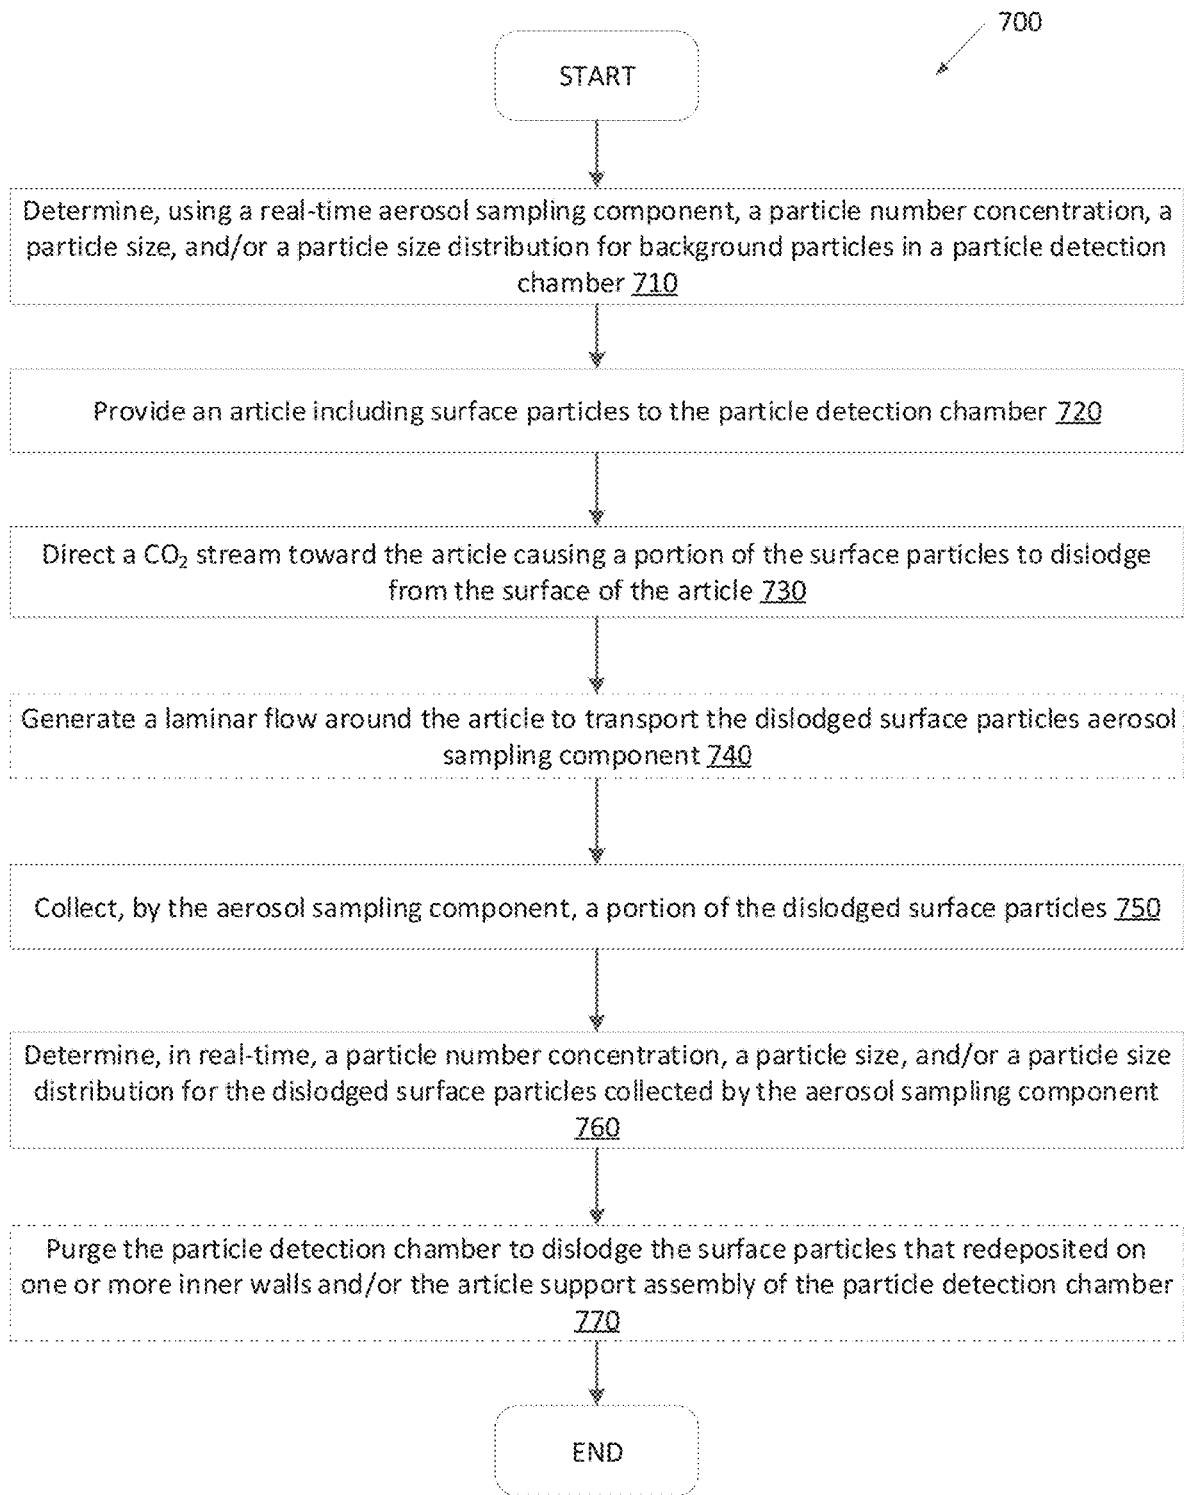 700
START
Determine, using a real-time aerosol sampling component, a particle number concentration, a
particle size, and/or a particle size distribution for background particles in a particle detection
chamber 710
Provide an article including surface particles to the particle detection chamber 720
Direct a CO₂ stream toward the article causing a portion of the surface particles to dislodge
from the surface of the article 730
Generate a laminar flow around the article to transport the dislodged surface particles aerosol
sampling component 740
Collect, by the aerosol sampling component, a portion of the dislodged surface particles 750
Determine, in real-time, a particle number concentration, a particle size, and/or a particle size
distribution for the dislodged surface particles collected by the aerosol sampling component
760
Purge the particle detection chamber to dislodge the surface particles that redeposited on
one or more inner walls and/or the article support assembly of the particle detection chamber
770
END